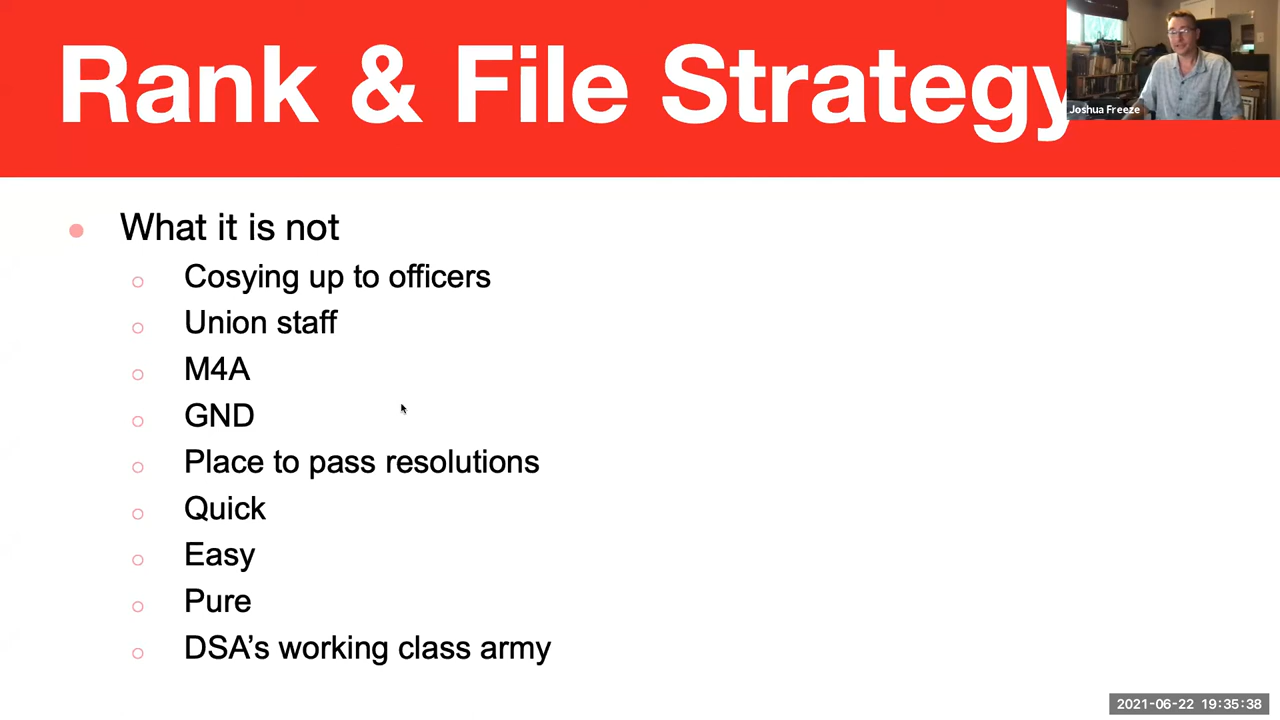 Rank & File Strategy
Joshua Freeze
What it is not
Cosying up to officers
Union staff
M4A
GND
Place to pass resolutions
Quick
Easy
Pure
DSA’s working class army
2021-06-22 19:35:38